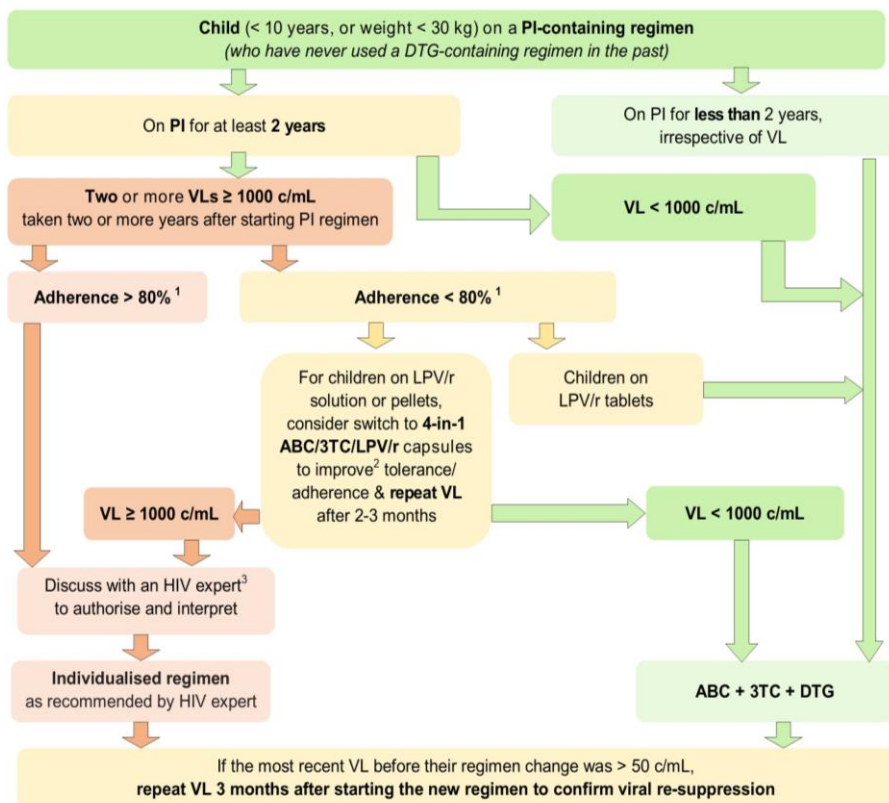 Child (< 10 years, or weight < 30 kg) on a PI-containing regimen
(who have never used a DTG-containing regimen in the past)
On PI for at least 2 years
On PI for less than 2 years,
irrespective of VL
Two or more VLs ≥ 1000 c/mL
taken two or more years after starting PI regimen
VL < 1000 c/mL
Adherence > 80% ¹
Adherence < 80% ¹
For children on LPV/r
solution or pellets,
consider switch to 4-in-1
ABC/3TC/LPV/r capsules
to improve² tolerance/
adherence & repeat VL
after 2-3 months
Children on
LPV/r tablets
VL ≥ 1000 c/mL
VL < 1000 c/mL
Discuss with an HIV expert³
to authorise and interpret
Individualised regimen
as recommended by HIV expert
ABC + 3TC + DTG
If the most recent VL before their regimen change was > 50 c/mL,
repeat VL 3 months after starting the new regimen to confirm viral re-suppression